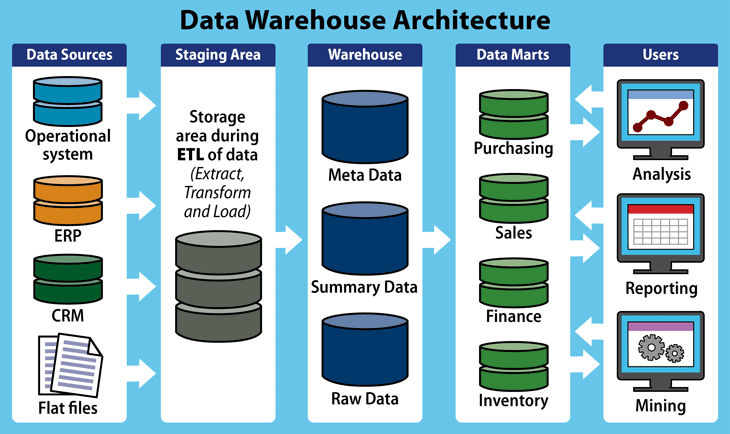 Data Warehouse Architecture
Data Sources
Operational
system
ERP
CRM
Flat files
Staging Area
Storage
area during
ETL of data
(Extract,
Transform
and Load)
Warehouse
Meta Data
Summary Data
Raw Data
Data Marts
Purchasing
Sales
Finance
Inventory
Users
Analysis
Reporting
Mining